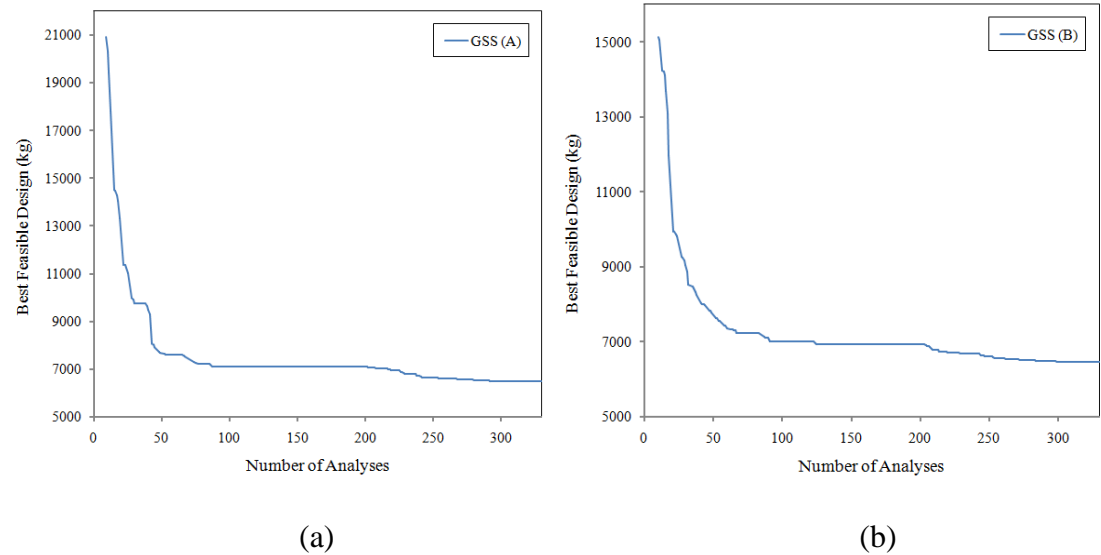 GSS (A)
21000
19000
17000
15000
13000
11000
9000
7000
5000
Best Feasible Design (kg)
0 50 100 150 200 250 300
Number of Analyses
(a)
GSS (B)
15000
13000
11000
9000
7000
5000
Best Feasible Design (kg)
0 50 100 150 200 250 300
Number of Analyses
(b)